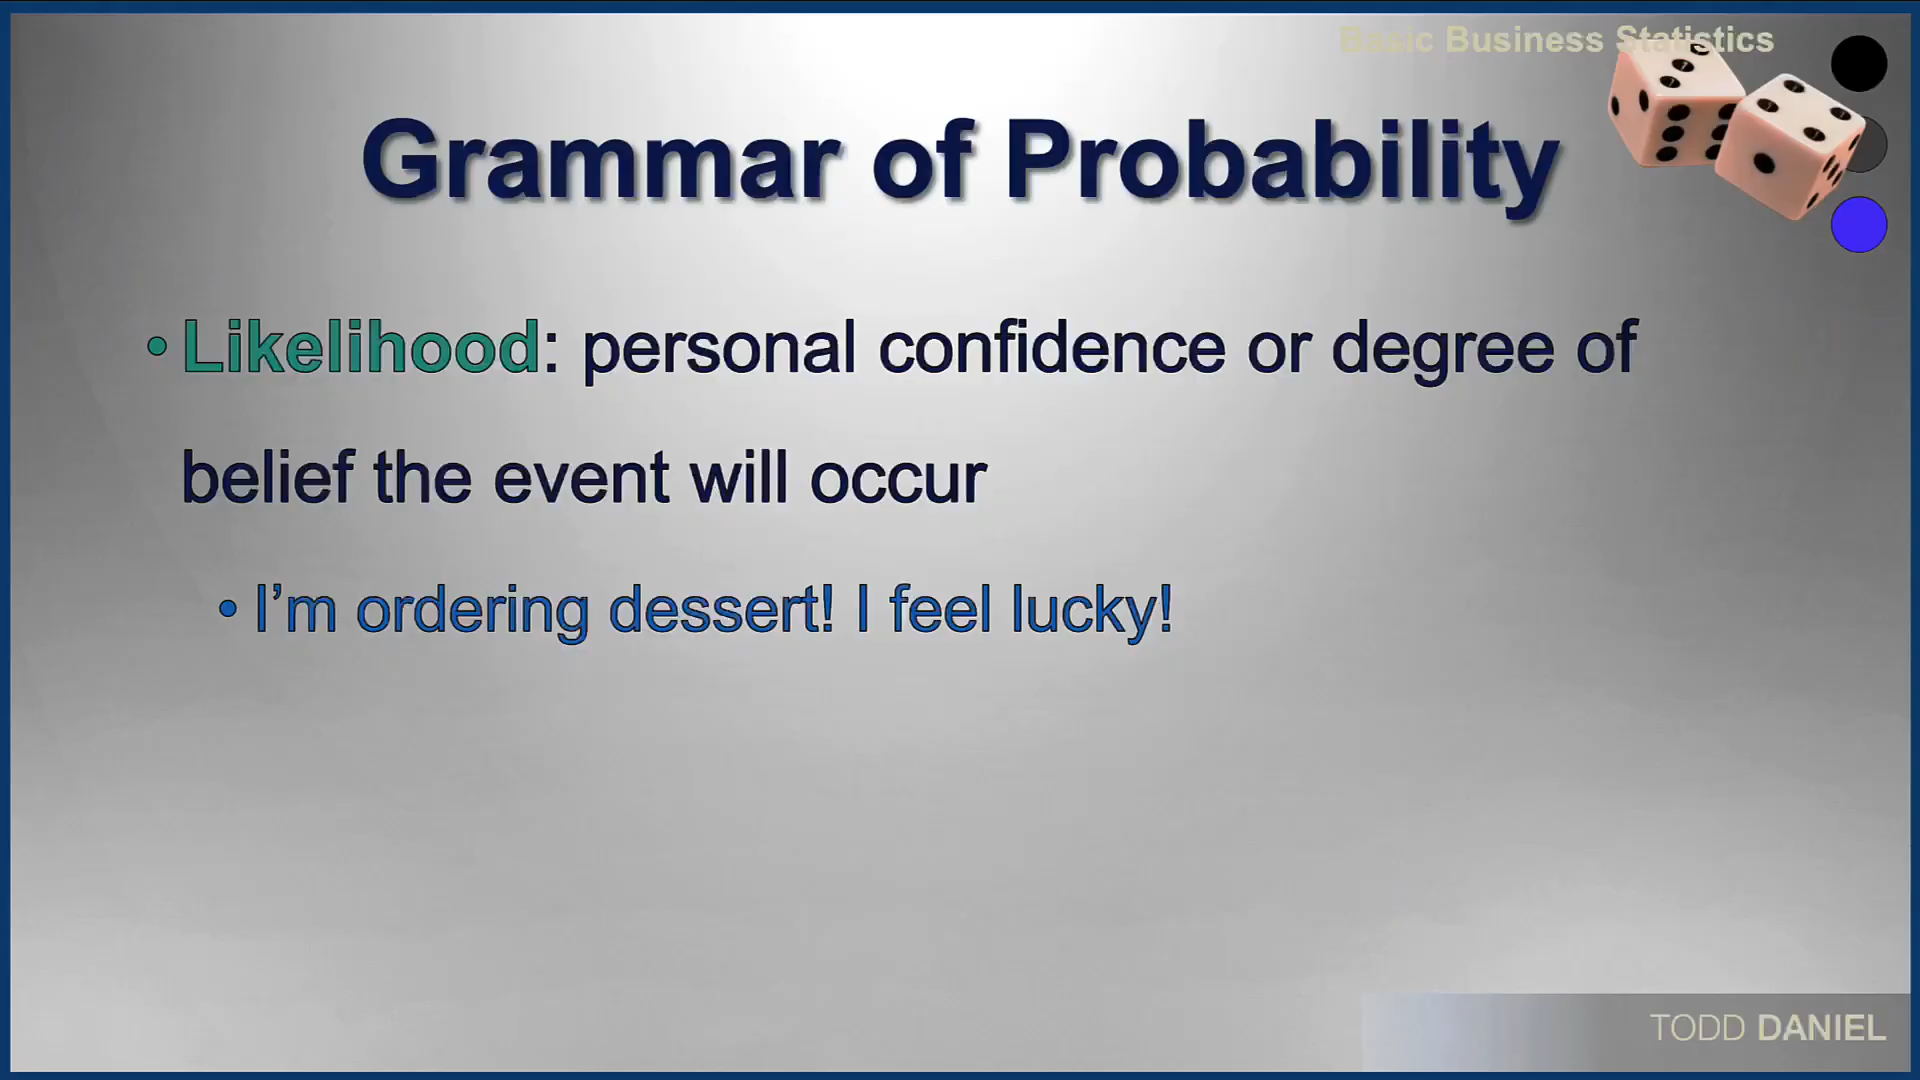 Basic Business Statistics
Grammar of Probability
• Likelihood: personal confidence or degree of
belief the event will occur
• I’m ordering dessert! I feel lucky!
TODD DANIEL